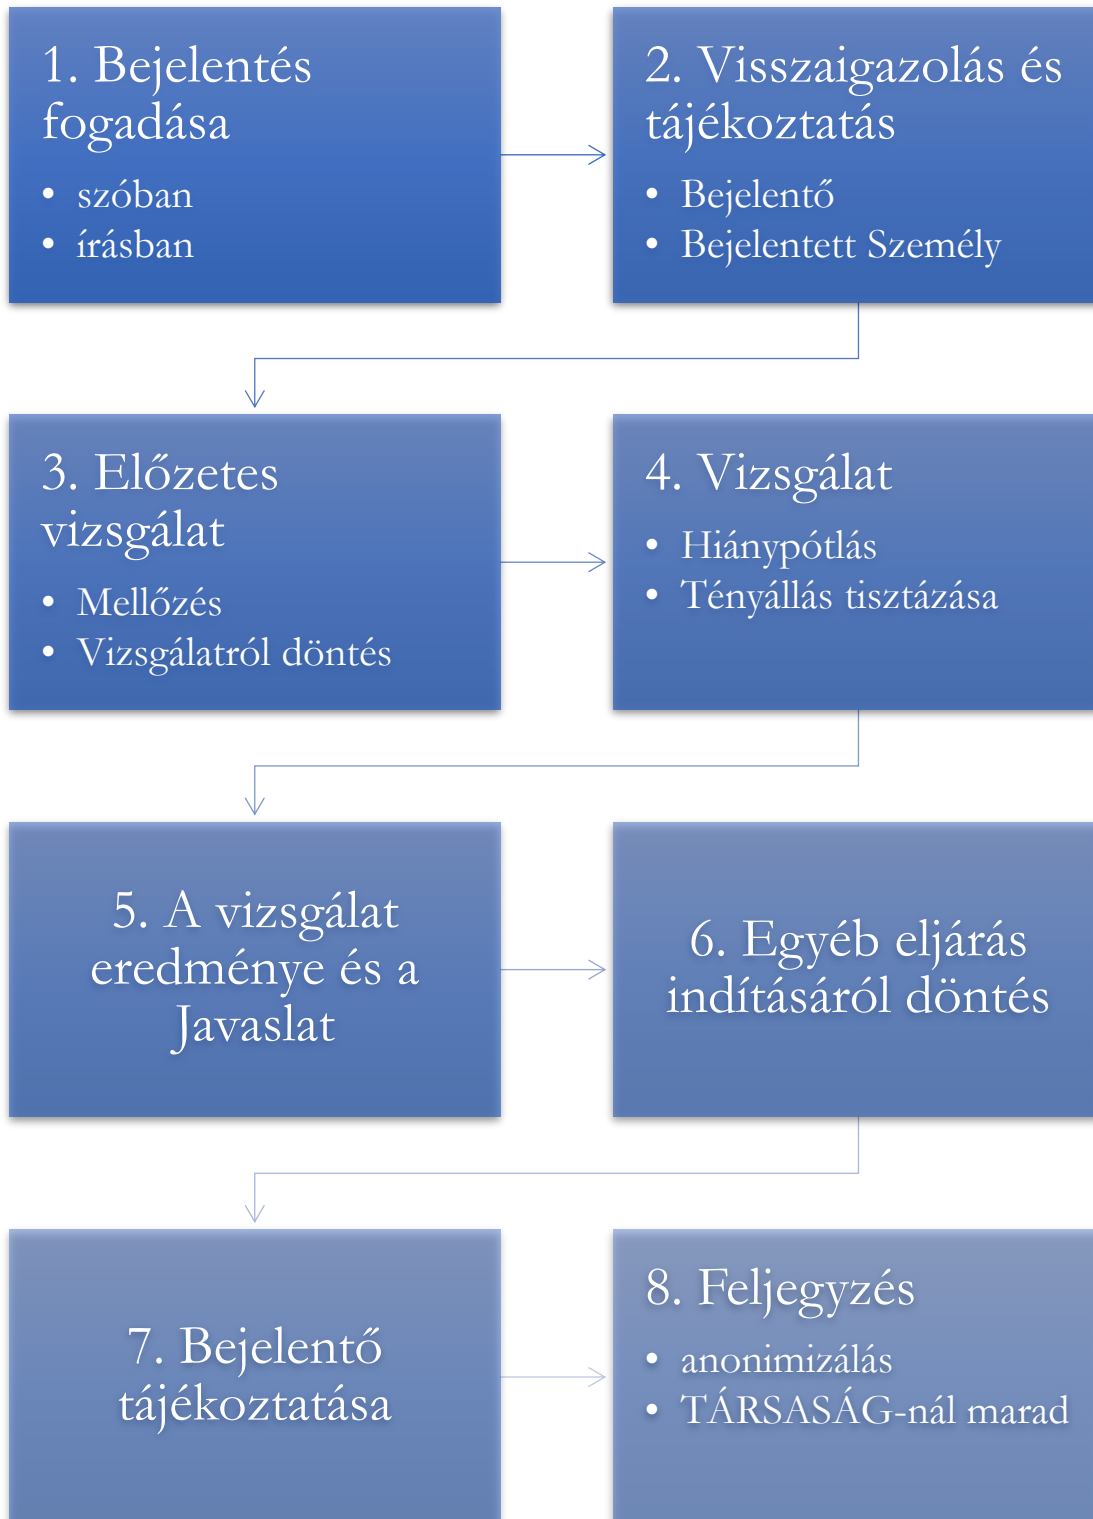 1. Bejelentés
fogadása
• szóban
• írásban
2. Visszaigazolás és
tájékoztatás
• Bejelentő
• Bejelentett Személy
3. Előzetes
vizsgálat
• Mellőzés
• Vizsgálatról döntés
4. Vizsgálat
• Hiánypótlás
• Tényállás tisztázása
5. A vizsgálat
eredménye és a
Javaslat
6. Egyéb eljárás
indításáról döntés
7. Bejelentő
tájékoztatása
8. Feljegyzés
• anonimizálás
• TÁRSASÁG-nál marad